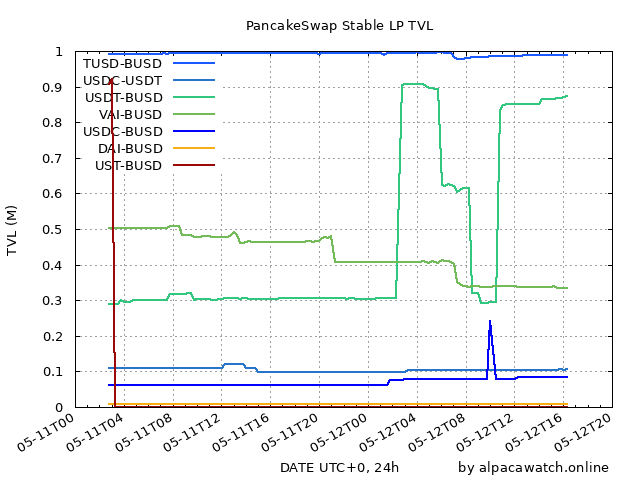 PancakeSwap Stable LP TVL
1
0.9
0.8
0.7
0.6
0.5
0.4
0.3
0.2
0.1
0
TVL (M)
TUSD-BUSD
USDC-USDT
USDT-BUSD
VAI-BUSD
USDC-BUSD
DAI-BUSD
UST-BUSD
05-11T00
05-11T04
05-11T08
05-11T12
05-11T16
05-11T20
05-12T00
05-12T04
05-12T08
05-12T12
05-12T16
05-12T20
DATE UTC+0, 24h
by alpacawatch.online